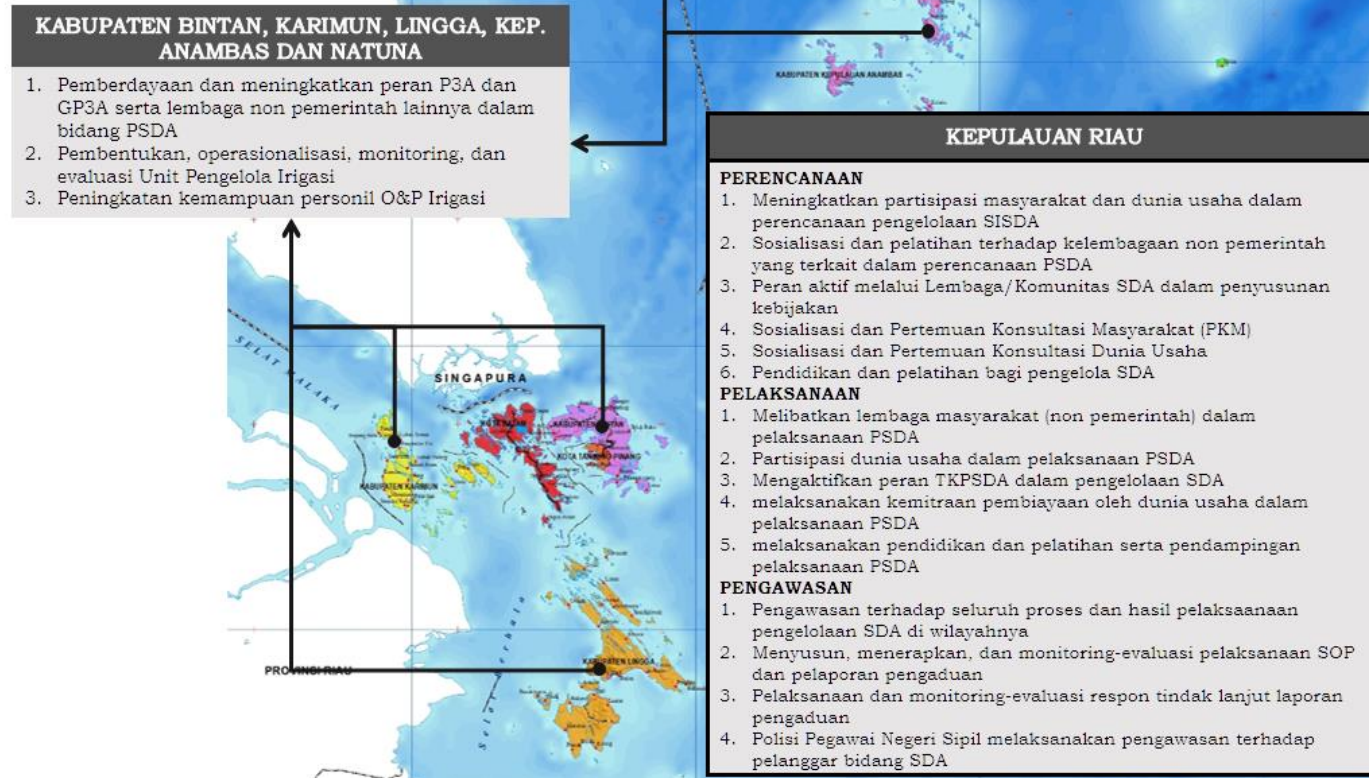 KABUPATEN BINTAN, KARIMUN, LINGGA, KEP.
ANAMBAS DAN NATUNA
1. Pemberdayaan dan meningkatkan peran P3A dan
GP3A serta lembaga non pemerintah lainnya dalam
bidang PSDA
2. Pembentukan, operasionalisasi, monitoring, dan
evaluasi Unit Pengelola Irigasi
3. Peningkatan kemampuan personil O&P Irigasi
KABUPATEN KEPULAUAN ANAMBAS
KEPULAUAN RIAU
PERENCANAAN
1. Meningkatkan partisipasi masyarakat dan dunia usaha dalam
perencanaan pengelolaan SISDA
2. Sosialisasi dan pelatihan terhadap kelembagaan non pemerintah
yang terkait dalam perencanaan PSDA
3. Peran aktif melalui Lembaga/Komunitas SDA dalam penyusunan
kebijakan
4. Sosialisasi dan Pertemuan Konsultasi Masyarakat (PKM)
5. Sosialisasi dan Pertemuan Konsultasi Dunia Usaha
6. Pendidikan dan pelatihan bagi pengelola SDA
PELAKSANAAN
1. Melibatkan lembaga masyarakat (non pemerintah) dalam
pelaksanaan PSDA
2. Partisipasi dunia usaha dalam pelaksanaan PSDA
3. Mengaktifkan peran TKPSDA dalam pengelolaan SDA
4. melaksanakan kemitraan pembiayaan oleh dunia usaha dalam
pelaksanaan PSDA
5. melaksanakan pendidikan dan pelatihan serta pendampingan
pelaksanaan PSDA
PENGAWASAN
1. Pengawasan terhadap seluruh proses dan hasil pelaksaanaan
pengelolaan SDA di wilayahnya
2. Menyusun, menerapkan, dan monitoring-evaluasi pelaksanaan SOP
dan pelaporan pengaduan
3. Pelaksanaan dan monitoring-evaluasi respon tindak lanjut laporan
pengaduan
4. Polisi Pegawai Negeri Sipil melaksanakan pengawasan terhadap
pelanggar bidang SDA
SELAT MALAKA
SINGAPURA
KOTA BATAM
KABUPATEN
KOTA TANJUNG PINANG
KABUPATEN KARIMUN
Selat Berhala
KABUPATEN LINGGA
PROVINSI RIAU